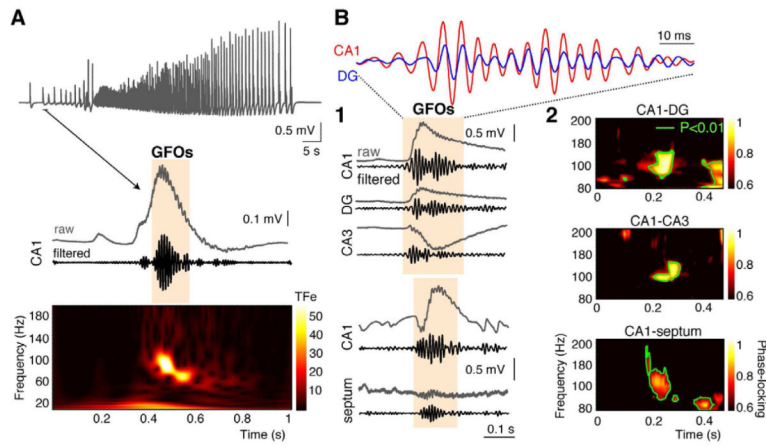 A
0.5 mV
5 s
GFOs
raw
0.1 mV
CA1
filtered
TFe
Frequency (Hz)
180
140
100
60
20
50
40
30
20
10
0
0.2
0.4
0.6
0.8
1
Time (s)
B
10 ms
CA1
DG
1
GFOs
0.5 mV
raw
CA1
filtered
DG
CA3
CA1
0.5 mV
septum
0.1 s
2
CA1-DG
200
120
100
80
P<0.01
1
0.8
0.6
0
0.2
0.4
CA1-CA3
200
120
100
80
1
0.8
0.6
0
0.2
0.4
CA1-septum
Frequency (Hz)
200
180
120
100
80
1
0.8
0.6
Phase-locking
0
0.2
0.4
Time (s)